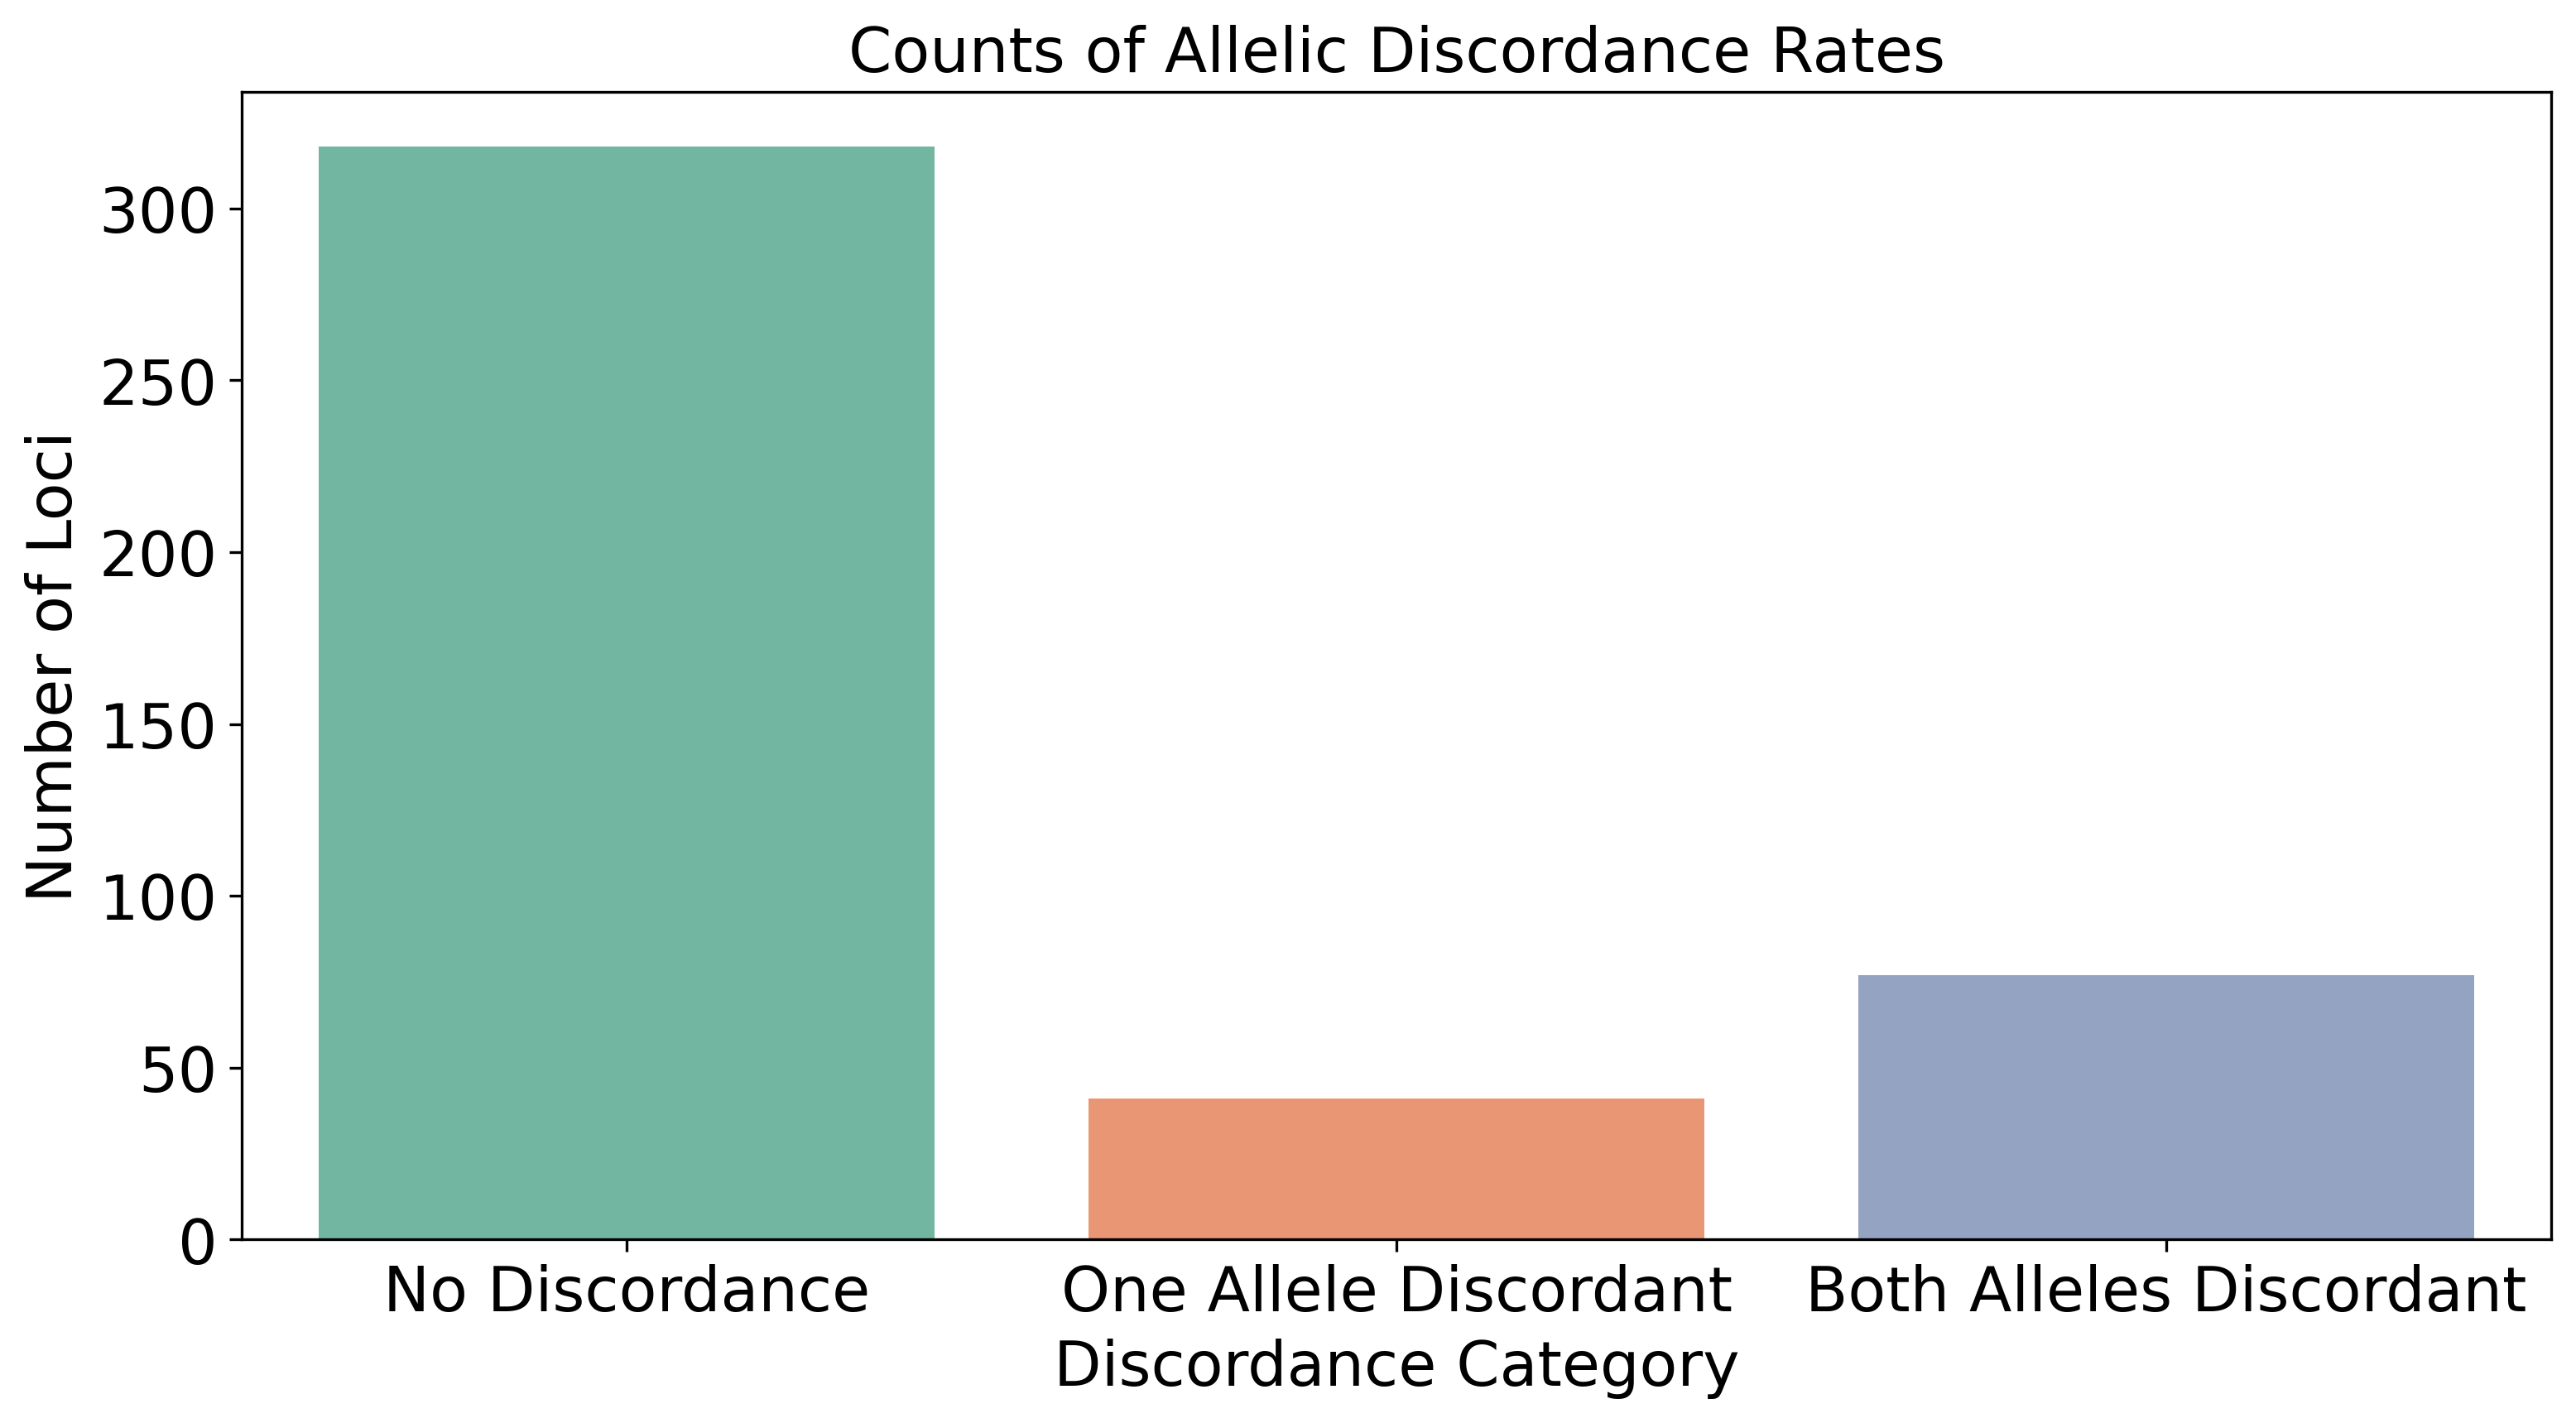 Counts of Allelic Discordance Rates
Number of Loci
300
250
200
150
100
50
0
No Discordance
One Allele Discordant
Both Alleles Discordant
Discordance Category